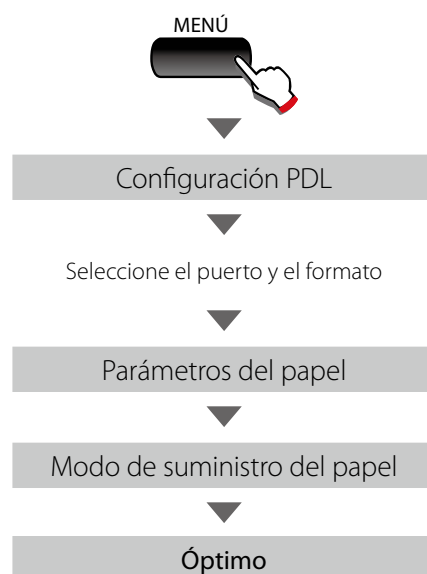 MENÚ
Configuración PDL
Seleccione el puerto y el formato
Parámetros del papel
Modo de suministro del papel
Óptimo